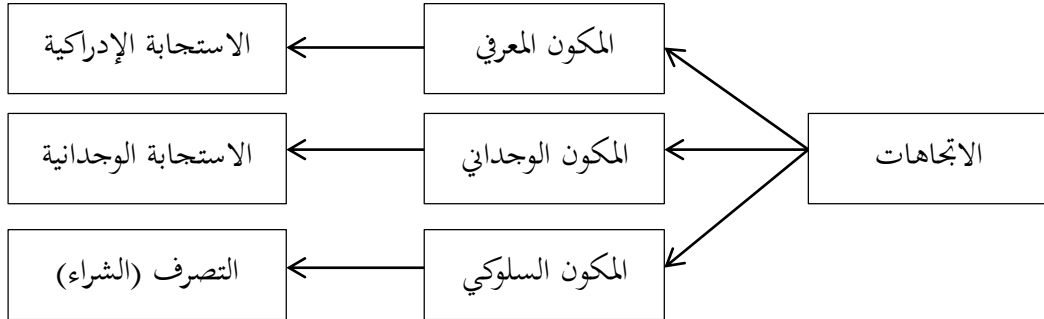 الاستجابة الإدراكية
المكون المعرفي
الاتجاهات
المكون الوجداني
الاستجابة الوجدانية
المكون السلوكي
التصرف (الشراء)